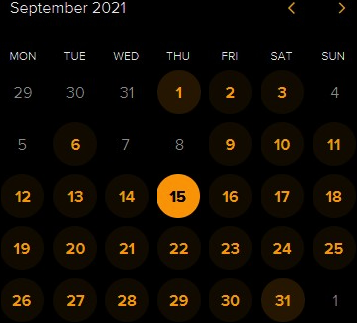 September 2021
MON TUE WED THU FRI SAT SUN
29 30 31 1 2 3 4
5 6 7 8 9 10 11
12 13 14 15 16 17 18
19 20 21 22 23 24 25
26 27 28 29 30 31 1